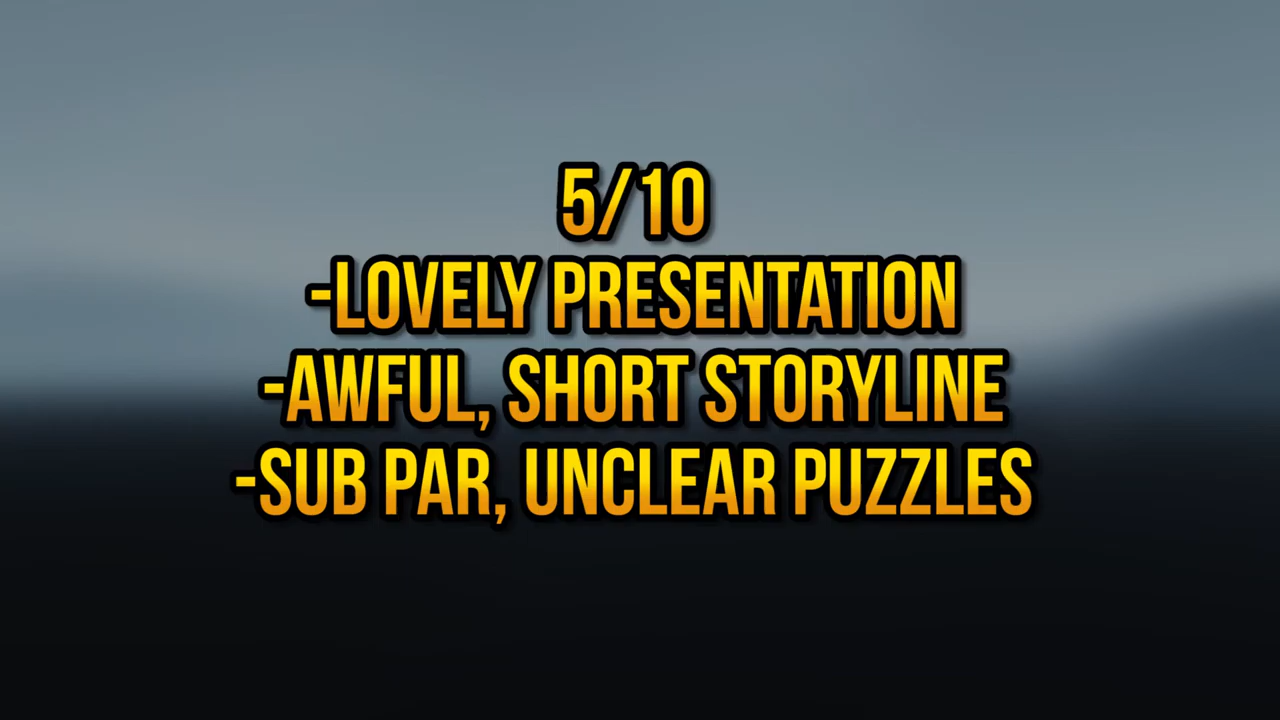 5/10
-LOVELY PRESENTATION
-AWFUL, SHORT STORYLINE
-SUB PAR, UNCLEAR PUZZLES